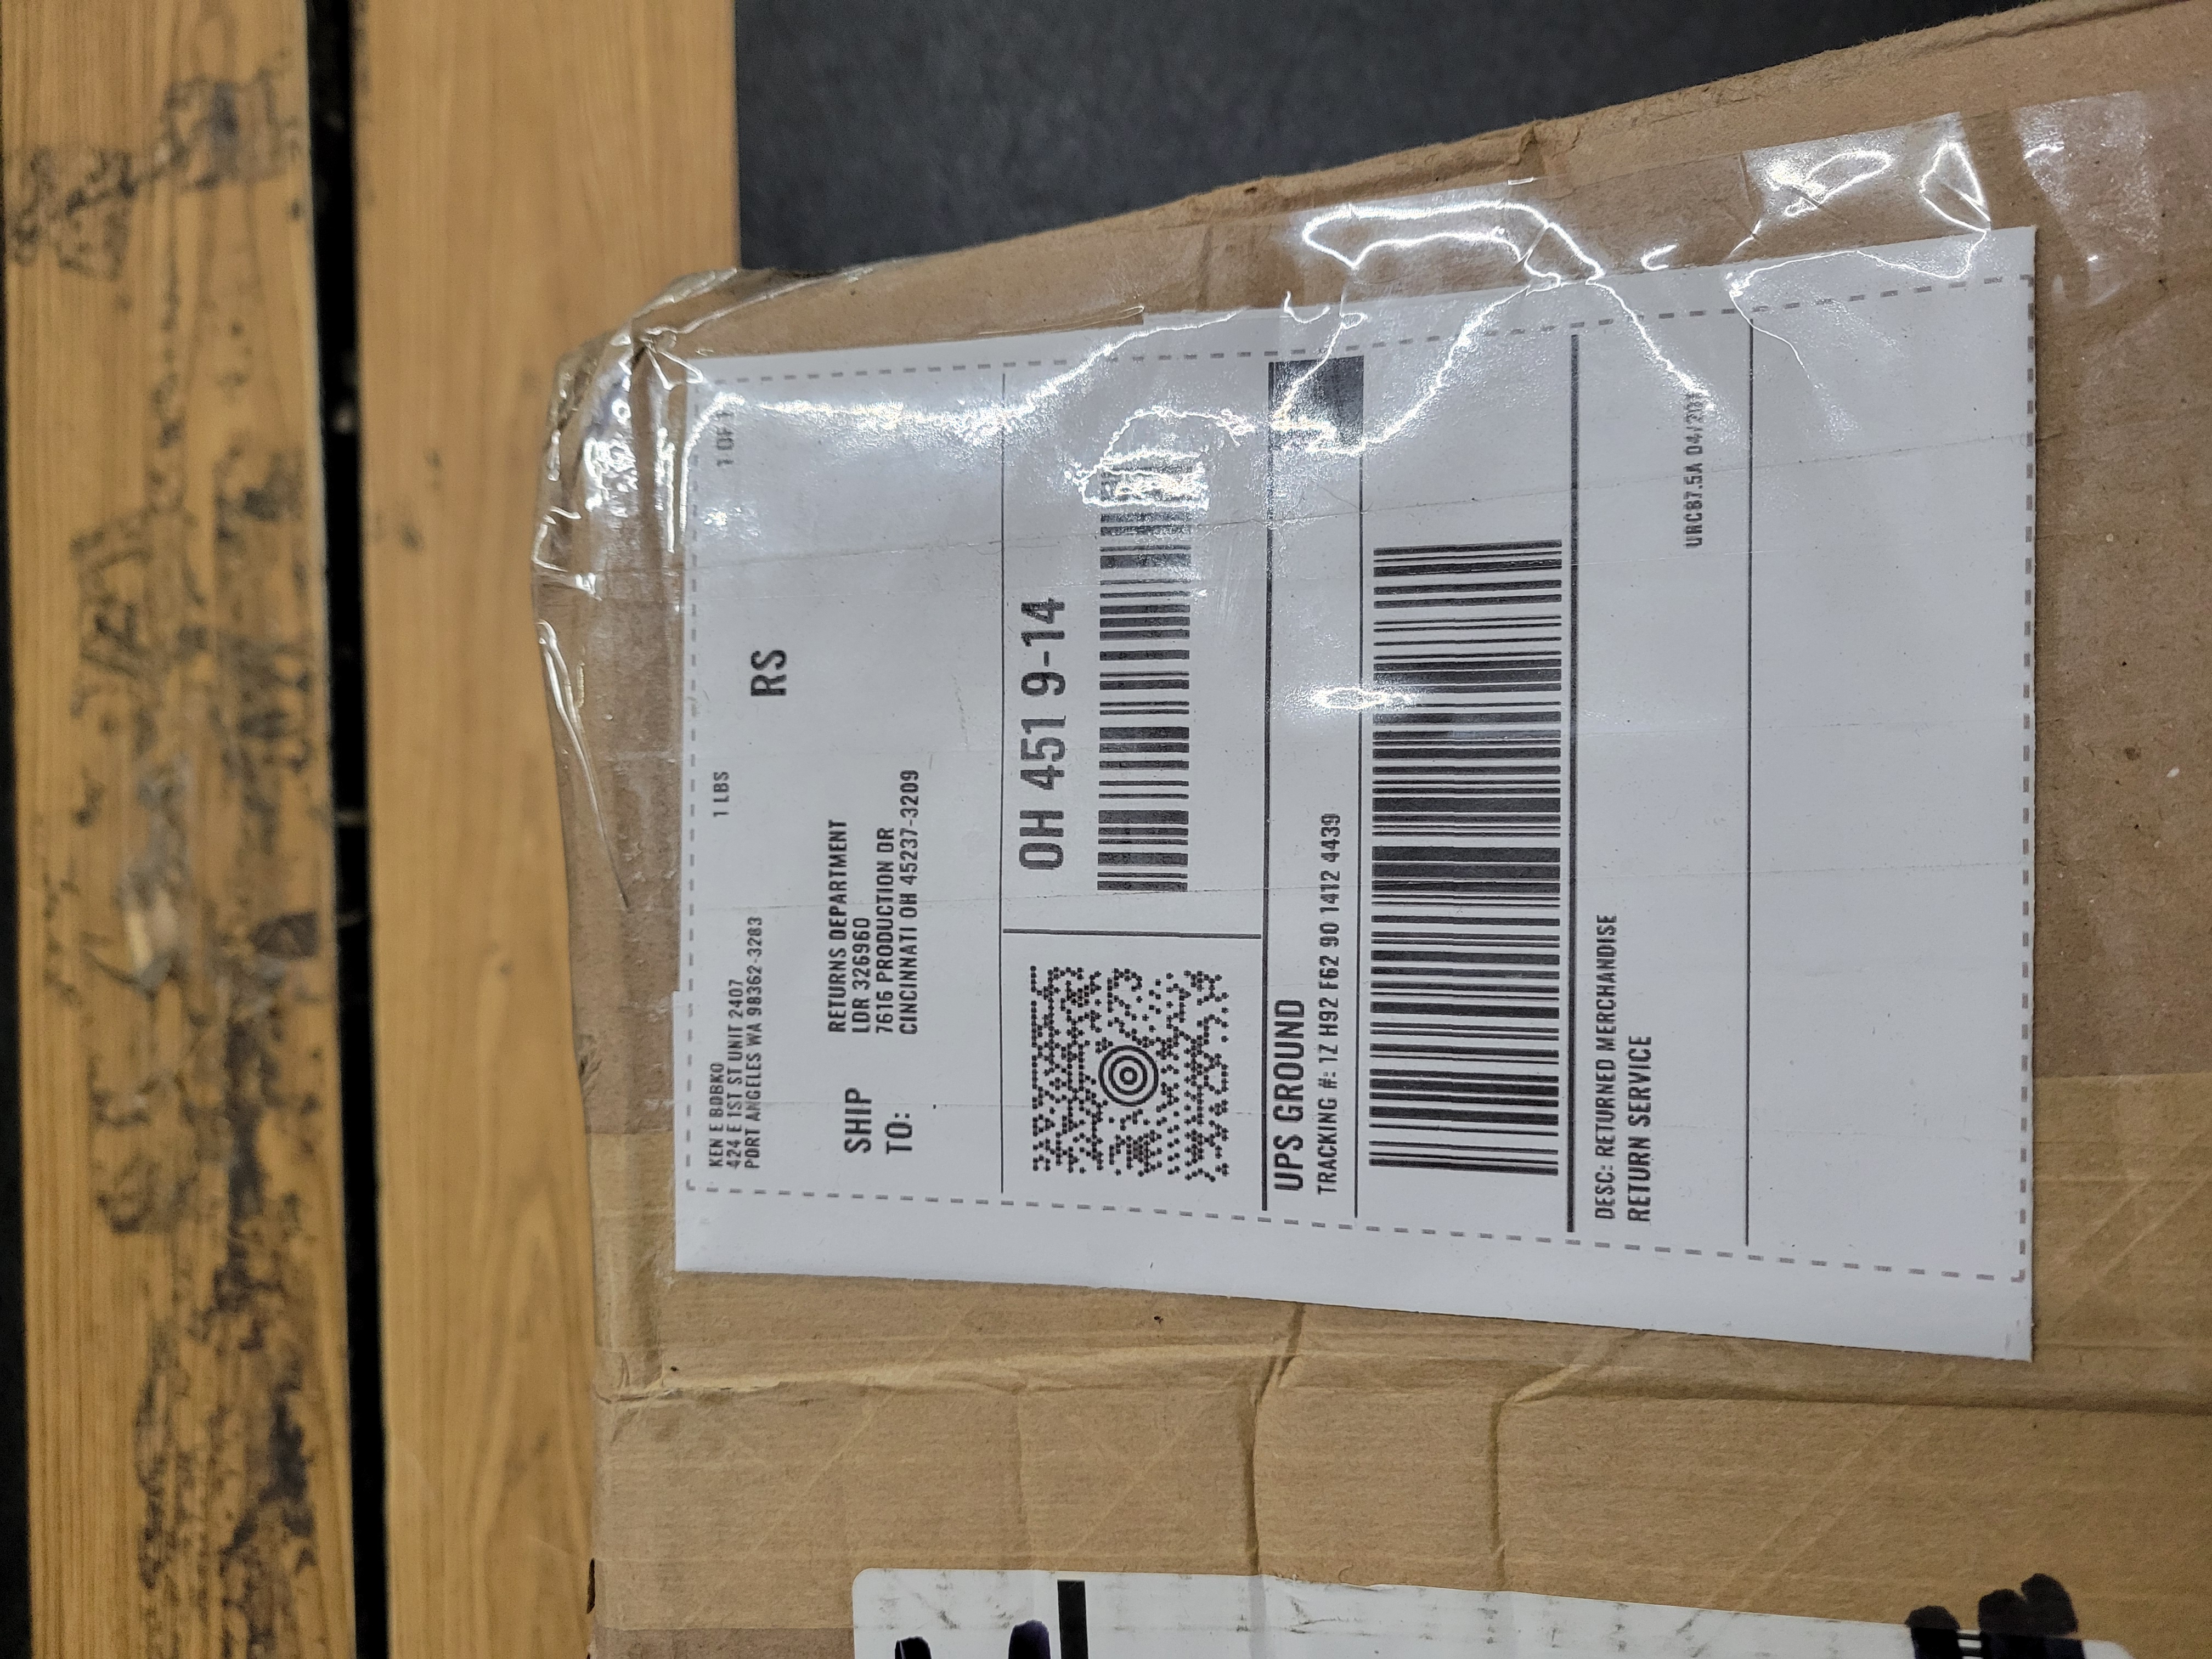 KEN E BOBKO
424 E 1ST ST UNIT 2407
PORT ANGELES WA 98362-3283
1 LBS
1 OF 1
RS
SHIP
TO:
RETURNS DEPARTMENT
LDR 326960
7616 PRODUCTION DR
CINCINNATI OH 45237-3209
OH 451 9-14
UPS GROUND
TRACKING #: 1Z H92 F62 90 1412 4439
DESC: RETURNED MERCHANDISE
RETURN SERVICE